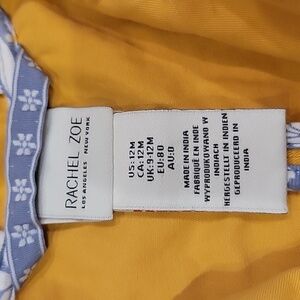 RACHEL ZOE
LOS ANGELES NEW YORK
US:12M
CA:12M
UK:9-12M
EU:80
AU:0
MADE IN INDIA
FABRIQUÉ EN INDE
WYPRODUKOWANO W
INDIACH
HERGESTELLT IN INDIEN
GEPRODUCEERD IN
INDIA